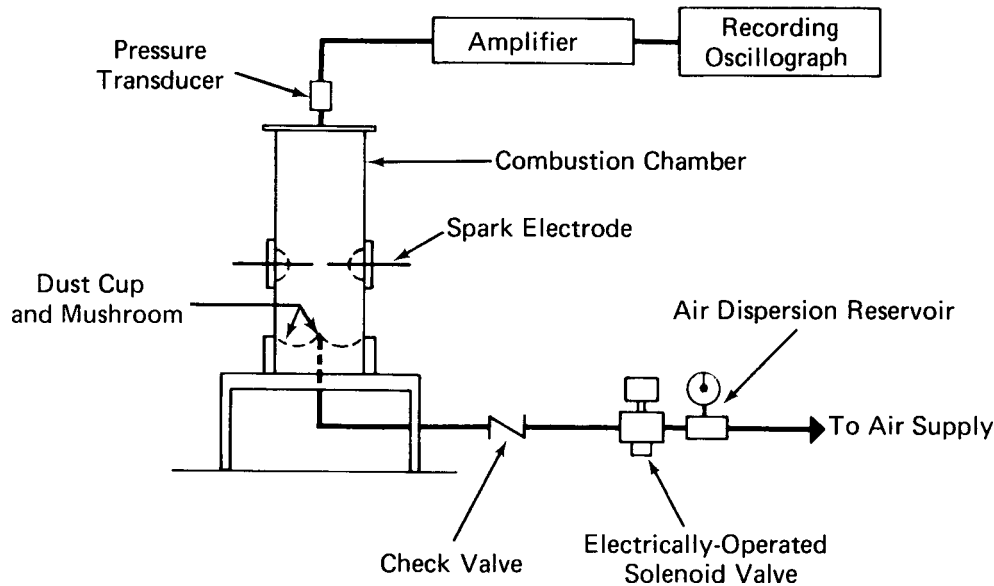 Pressure
Transducer
Amplifier
Recording
Oscillograph
Combustion Chamber
Spark Electrode
Dust Cup
and Mushroom
Air Dispersion Reservoir
To Air Supply
Check Valve
Electrically-Operated
Solenoid Valve